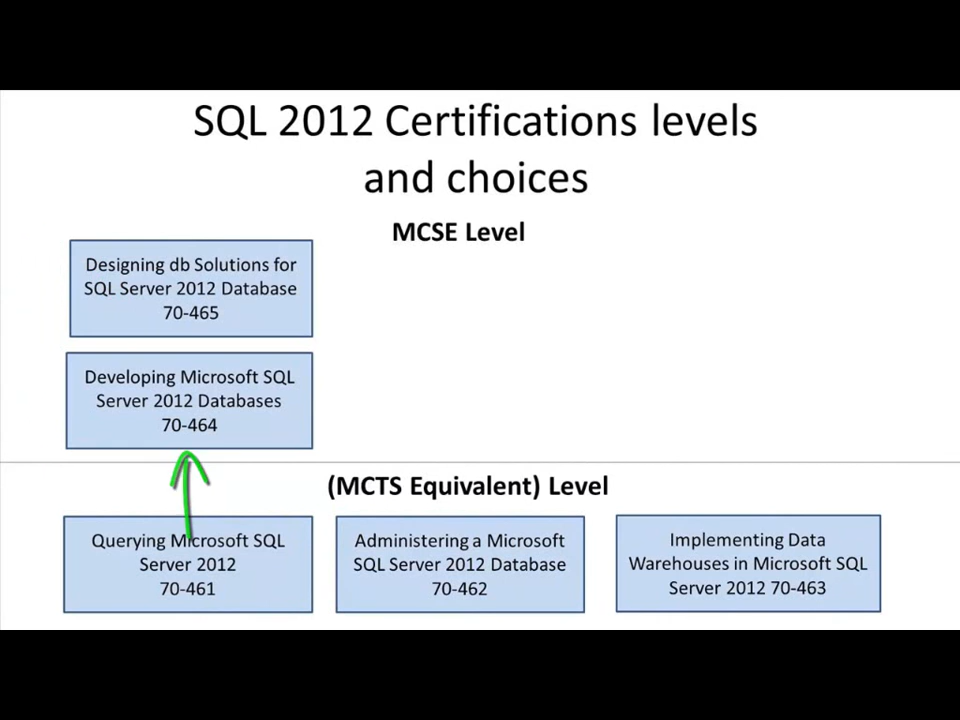 SQL 2012 Certifications levels
and choices
MCSE Level
Designing db Solutions for
SQL Server 2012 Database
70-465
Developing Microsoft SQL
Server 2012 Databases
70-464
(MCTS Equivalent) Level
Querying Microsoft SQL
Server 2012
70-461
Administering a Microsoft
SQL Server 2012 Database
70-462
Implementing Data
Warehouses in Microsoft SQL
Server 2012 70-463